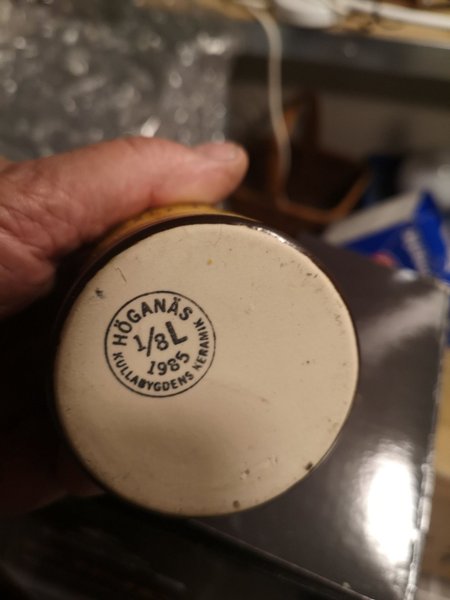 HÖGANÄS
1/8L
1985
KULLABYGDENS KERAMIK